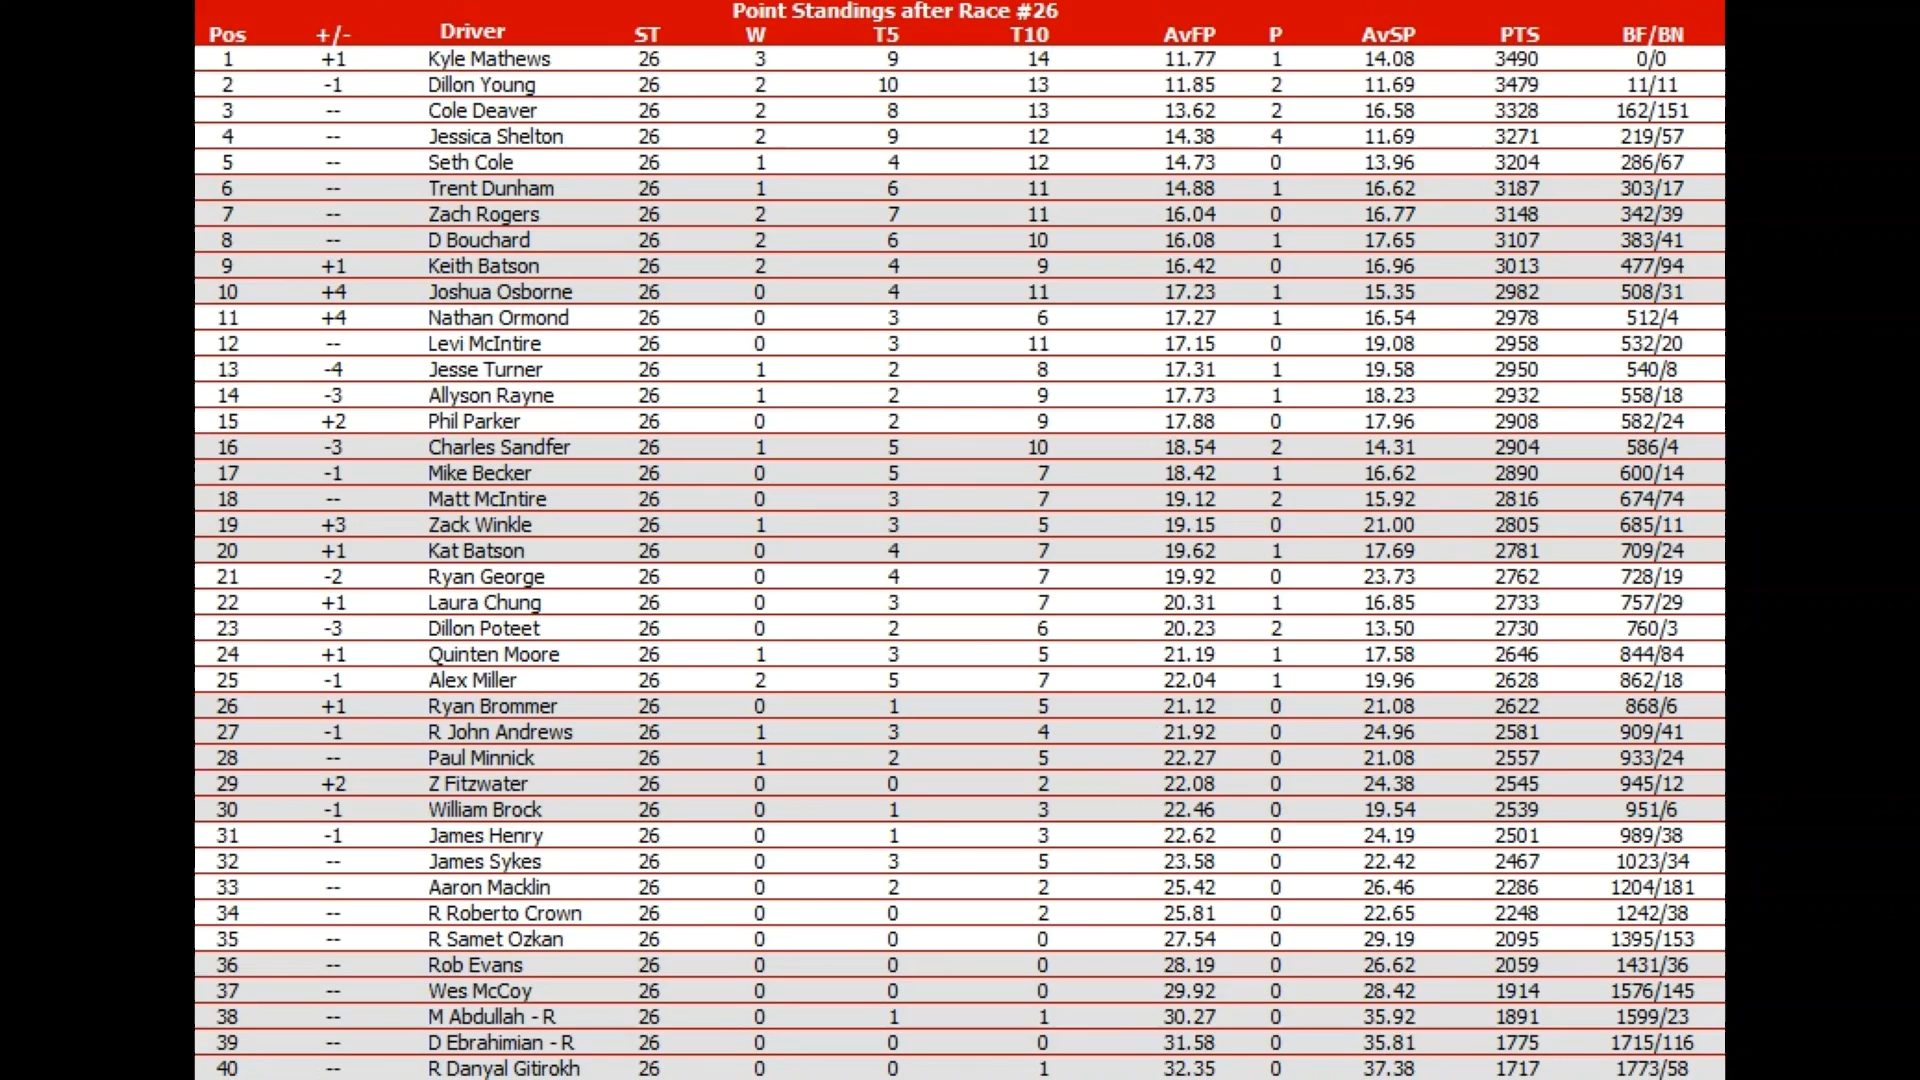 Point Standings after Race #26
Pos +/- Driver ST W T5 T10 AvFP P AvSP PTS BF/BN
1 +1 Kyle Mathews 26 3 9 14 11.77 1 14.08 3490 0/0
2 -1 Dillon Young 26 2 10 13 11.85 2 11.69 3479 11/11
3 -- Cole Deaver 26 2 8 13 13.62 2 16.58 3328 162/151
4 -- Jessica Shelton 26 2 9 12 14.38 4 11.69 3271 219/57
5 -- Seth Cole 26 1 4 12 14.73 0 13.96 3204 286/67
6 -- Trent Dunham 26 1 6 11 14.88 1 16.62 3187 303/17
7 -- Zach Rogers 26 2 7 11 16.04 0 16.77 3148 342/39
8 -- D Bouchard 26 2 6 10 16.08 1 17.65 3107 383/41
9 +1 Keith Batson 26 2 4 9 16.42 0 16.96 3013 477/94
10 +4 Joshua Osborne 26 0 4 11 17.23 1 15.35 2982 508/31
11 +4 Nathan Ormond 26 0 3 6 17.27 1 16.54 2978 512/4
12 -- Levi McIntire 26 0 3 11 17.15 0 19.08 2958 532/20
13 -4 Jesse Turner 26 1 2 8 17.31 1 19.58 2950 540/8
14 -3 Allyson Rayne 26 1 2 9 17.73 1 18.23 2932 558/18
15 +2 Phil Parker 26 0 2 9 17.88 0 17.96 2908 582/24
16 -3 Charles Sandfer 26 1 5 10 18.54 2 14.31 2904 586/4
17 -1 Mike Becker 26 0 5 7 18.42 1 16.62 2890 600/14
18 -- Matt McIntire 26 0 3 7 19.12 2 15.92 2816 674/74
19 +3 Zack Winkle 26 1 3 5 19.15 0 21.00 2805 685/11
20 +1 Kat Batson 26 0 4 7 19.62 1 17.69 2781 709/24
21 -2 Ryan George 26 0 4 7 19.92 0 23.73 2762 728/19
22 +1 Laura Chung 26 0 3 7 20.31 1 16.85 2733 757/29
23 -3 Dillon Poteet 26 0 2 6 20.23 2 13.50 2730 760/3
24 +1 Quinten Moore 26 1 3 5 21.19 1 17.58 2646 844/84
25 -1 Alex Miller 26 2 5 7 22.04 1 19.96 2628 862/18
26 +1 Ryan Brommer 26 0 1 5 21.12 0 21.08 2622 868/6
27 -1 R John Andrews 26 1 3 4 21.92 0 24.96 2581 909/41
28 -- Paul Minnick 26 1 2 5 22.27 0 21.08 2557 933/24
29 +2 Z Fitzwater 26 0 0 2 22.08 0 24.38 2545 945/12
30 -1 William Brock 26 0 1 3 22.46 0 19.54 2539 951/6
31 -1 James Henry 26 0 1 3 22.62 0 24.19 2501 989/38
32 -- James Sykes 26 0 3 5 23.58 0 22.42 2467 1023/34
33 -- Aaron Macklin 26 0 2 2 25.42 0 26.46 2286 1204/181
34 -- R Roberto Crown 26 0 0 2 25.81 0 22.65 2248 1242/38
35 -- R Samet Ozkan 26 0 0 0 27.54 0 29.19 2095 1395/153
36 -- Rob Evans 26 0 0 0 28.19 0 26.62 2059 1431/36
37 -- Wes McCoy 26 0 0 0 29.92 0 28.42 1914 1576/145
38 -- M Abdullah - R 26 0 1 1 30.27 0 35.92 1891 1599/23
39 -- D Ebrahimian - R 26 0 0 0 31.58 0 35.81 1775 1715/116
40 -- R Danyal Gitirokh 26 0 0 1 32.35 0 37.38 1717 1773/58